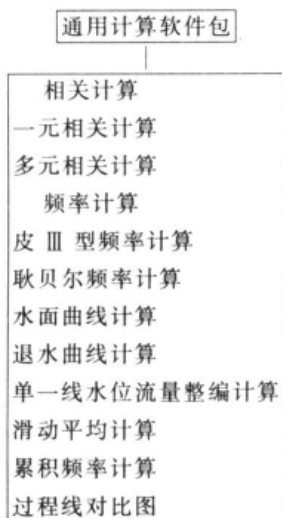 通用计算软件包
相关计算
一元相关计算
多元相关计算
频率计算
皮 Ⅲ 型频率计算
耿贝尔频率计算
水面曲线计算
退水曲线计算
单一线水位流量整编计算
滑动平均计算
累积频率计算
过程线对比图